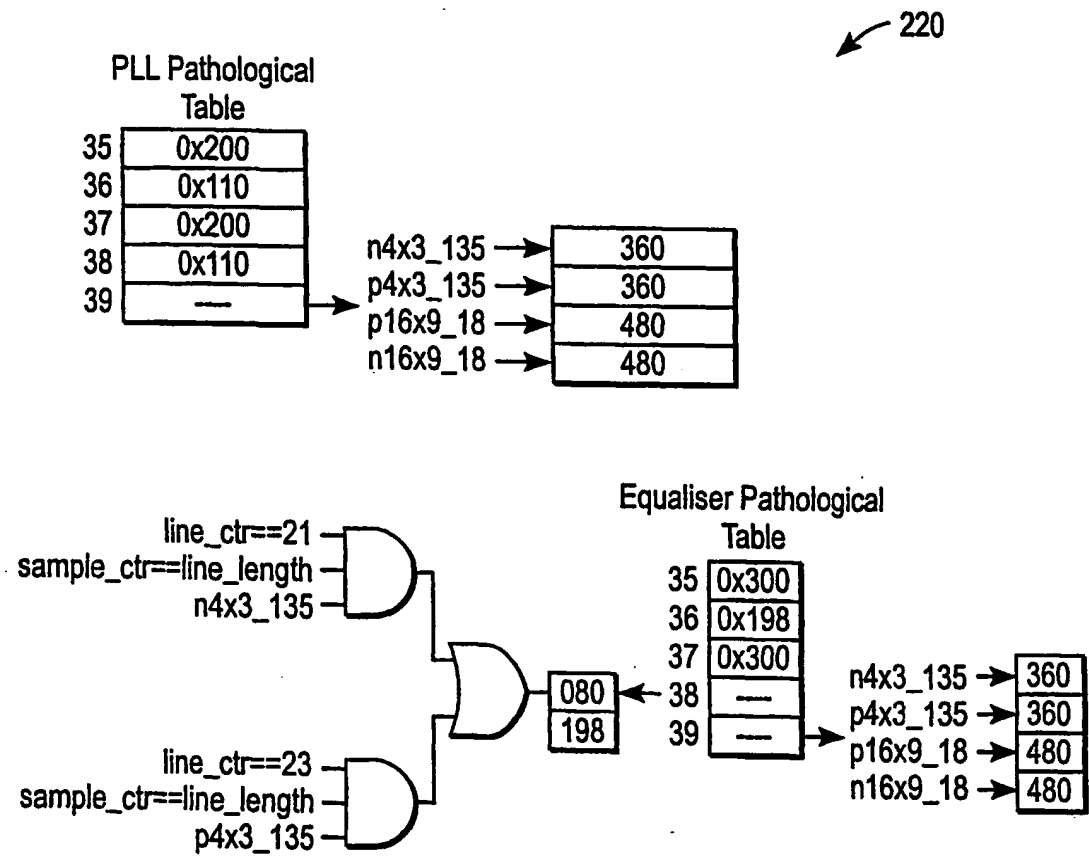 220
PLL Pathological
Table
35 0x200
36 0x110
37 0x200
38 0x110
39 —
n4x3_135 360
p4x3_135 360
p16x9_18 480
n16x9_18 480
Equaliser Pathological
Table
35 0x300
36 0x198
37 0x300
38 —
39 —
line_ctr==21
sample_ctr==line_length
n4x3_135
080
198
line_ctr==23
sample_ctr==line_length
p4x3_135
n4x3_135 360
p4x3_135 360
p16x9_18 480
n16x9_18 480